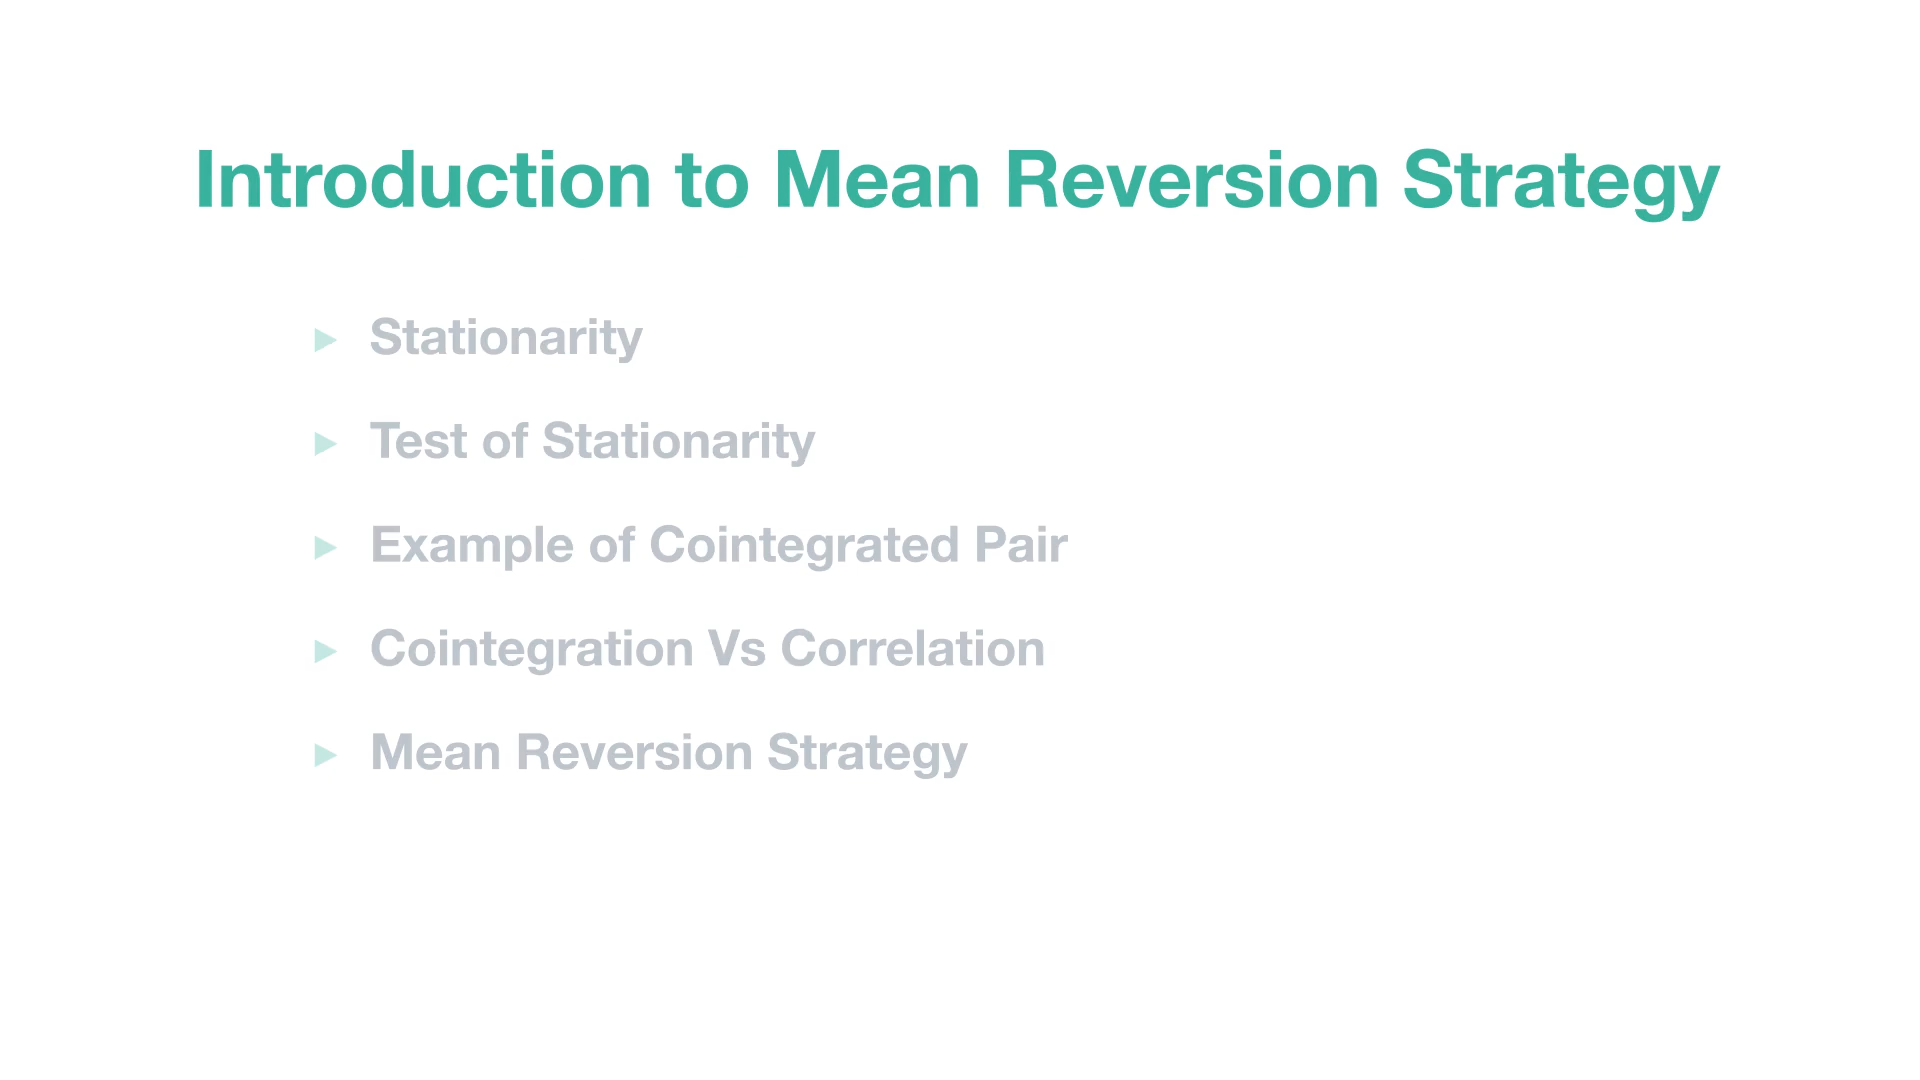 Introduction to Mean Reversion Strategy
► Stationarity
► Test of Stationarity
► Example of Cointegrated Pair
► Cointegration Vs Correlation
► Mean Reversion Strategy